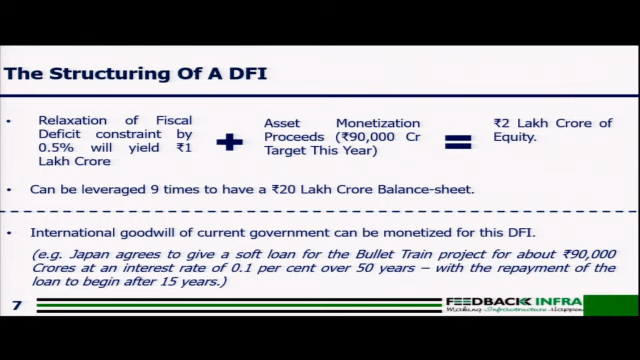 The Structuring Of A DFI
• Relaxation of Fiscal
Deficit constraint by
0.5% will yield ₹1
Lakh Crore
+
Asset Monetization
Proceeds (₹90,000 Cr
Target This Year)
=
₹2 Lakh Crore of
Equity.
• Can be leveraged 9 times to have a ₹20 Lakh Crore Balance-sheet.
• International goodwill of current government can be monetized for this DFI.
(e.g. Japan agrees to give a soft loan for the Bullet Train project for about ₹90,000
Crores at an interest rate of 0.1 per cent over 50 years – with the repayment of the
loan to begin after 15 years.)
7
FEEDBACK INFRA
Making Infrastructure Happen